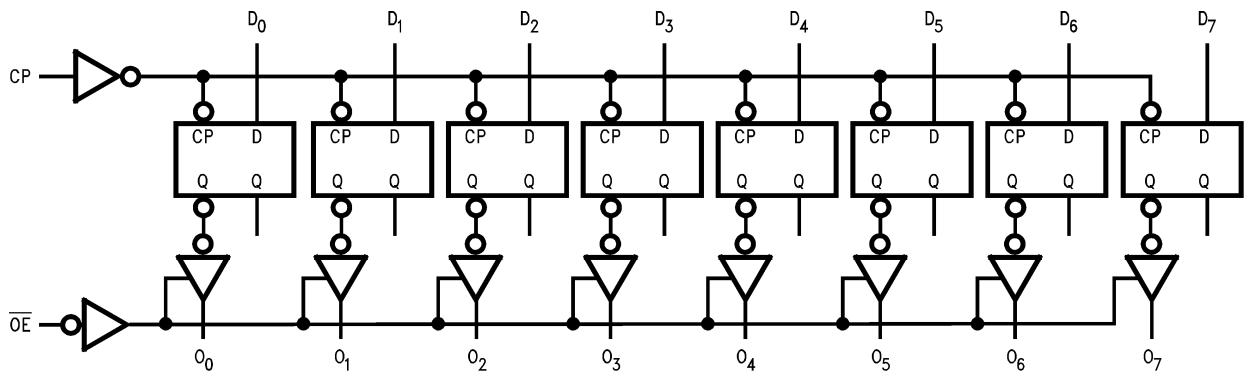 D0 D1 D2 D3 D4 D5 D6 D7
CP
CP D CP D CP D CP D CP D CP D CP D CP D
Q Q Q Q Q Q Q Q Q Q Q Q Q Q Q Q
O̅E̅
O0 O1 O2 O3 O4 O5 O6 O7